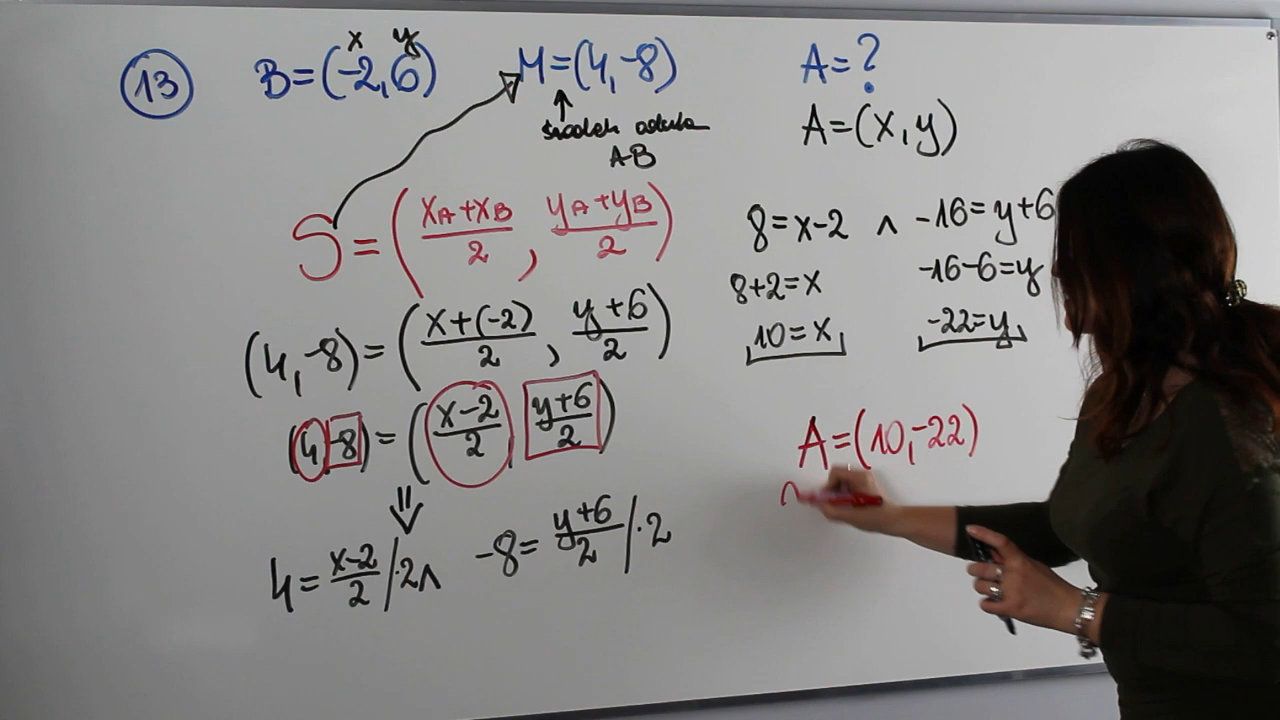 13
B=(-2,6)
x y
M=(4,-8)
środek odcinka
AB
A=?
A=(x,y)
S=(xA+xB/2, yA+yB/2)
(4,-8)=(x+(-2)/2, y+6/2)
(4,-8)=(x-2/2, y+6/2)
⇓
4=x-2/2 /·2 ∧ -8=y+6/2 /·2
8=x-2 ∧ -16=y+6
8+2=x
-16-6=y
10=x
-22=y
A=(10,-22)